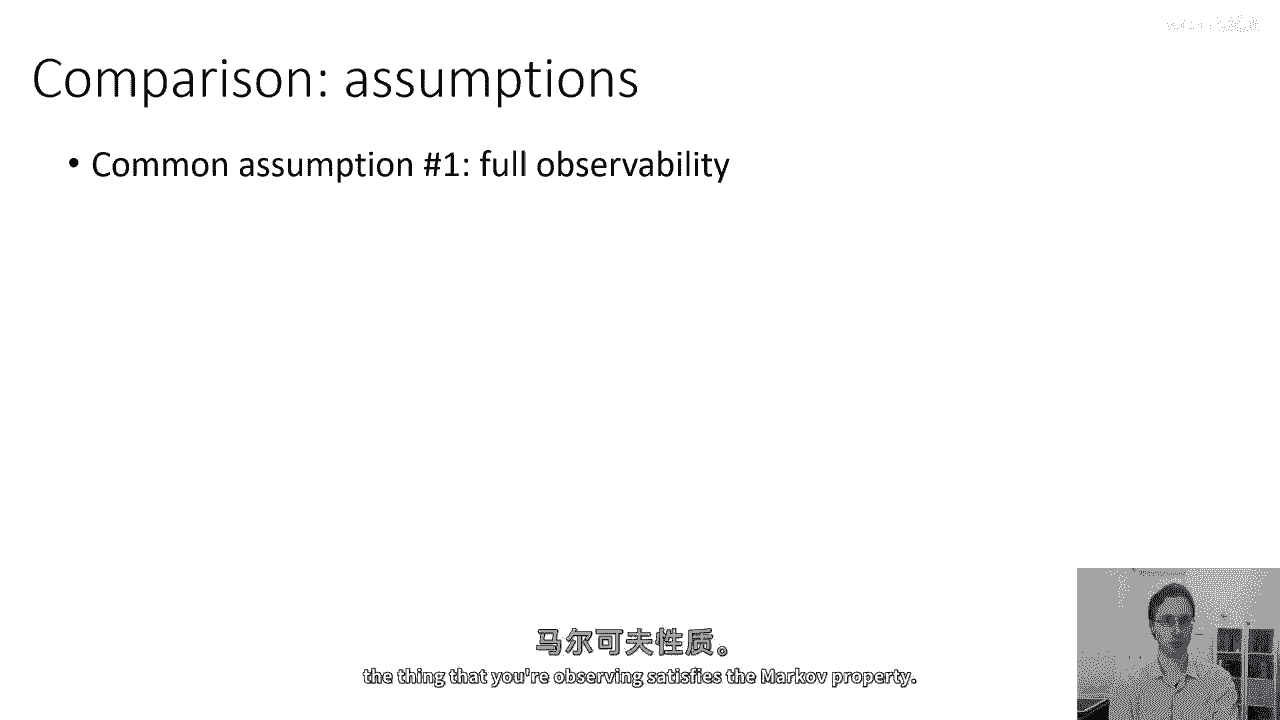 Comparison: assumptions
• Common assumption #1: full observability
马尔可夫性质。
the thing that you're observing satisfies the Markov property.